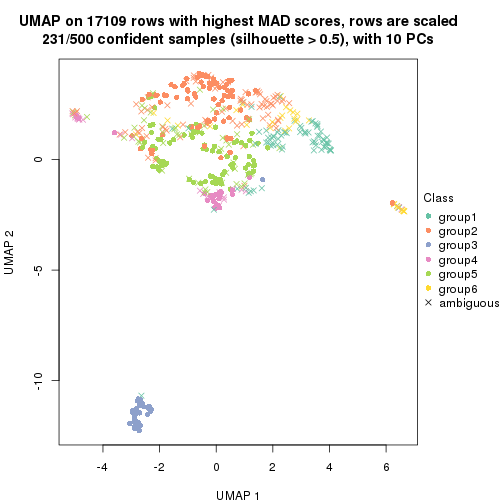 UMAP on 17109 rows with highest MAD scores, rows are scaled
231/500 confident samples (silhouette > 0.5), with 10 PCs
0
-5
-10
UMAP 2
-4
-2
0
2
4
6
UMAP 1
Class
group1
group2
group3
group4
group5
group6
ambiguous